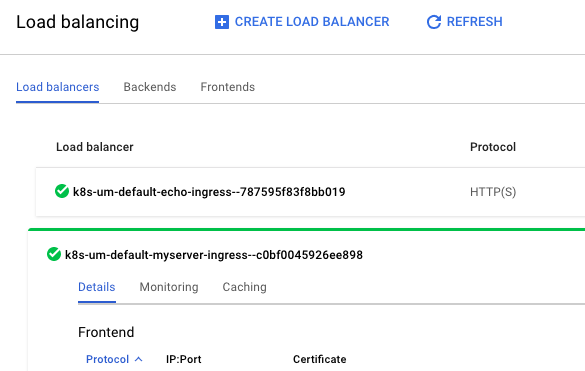 Load balancing CREATE LOAD BALANCER REFRESH
Load balancers Backends Frontends
Load balancer Protocol
k8s-um-default-echo-ingress--787595f83f8bb019 HTTP(S)
k8s-um-default-myserver-ingress--c0bf0045926ee898
Details Monitoring Caching
Frontend
Protocol IP:Port Certificate